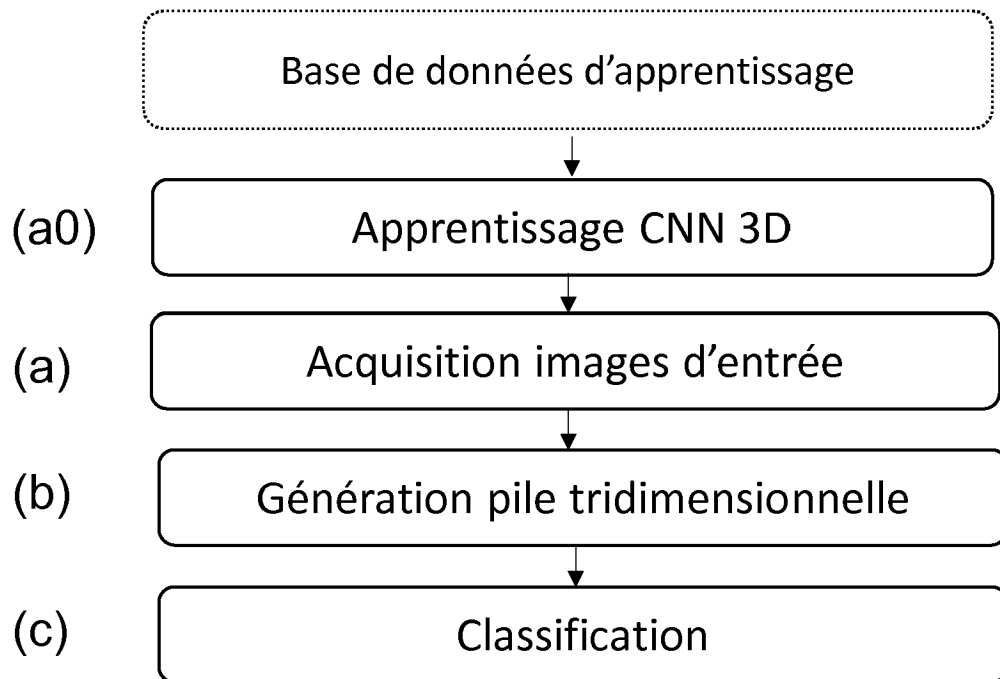 Base de données d’apprentissage
(a0) Apprentissage CNN 3D
(a) Acquisition images d’entrée
(b) Génération pile tridimensionnelle
(c) Classification